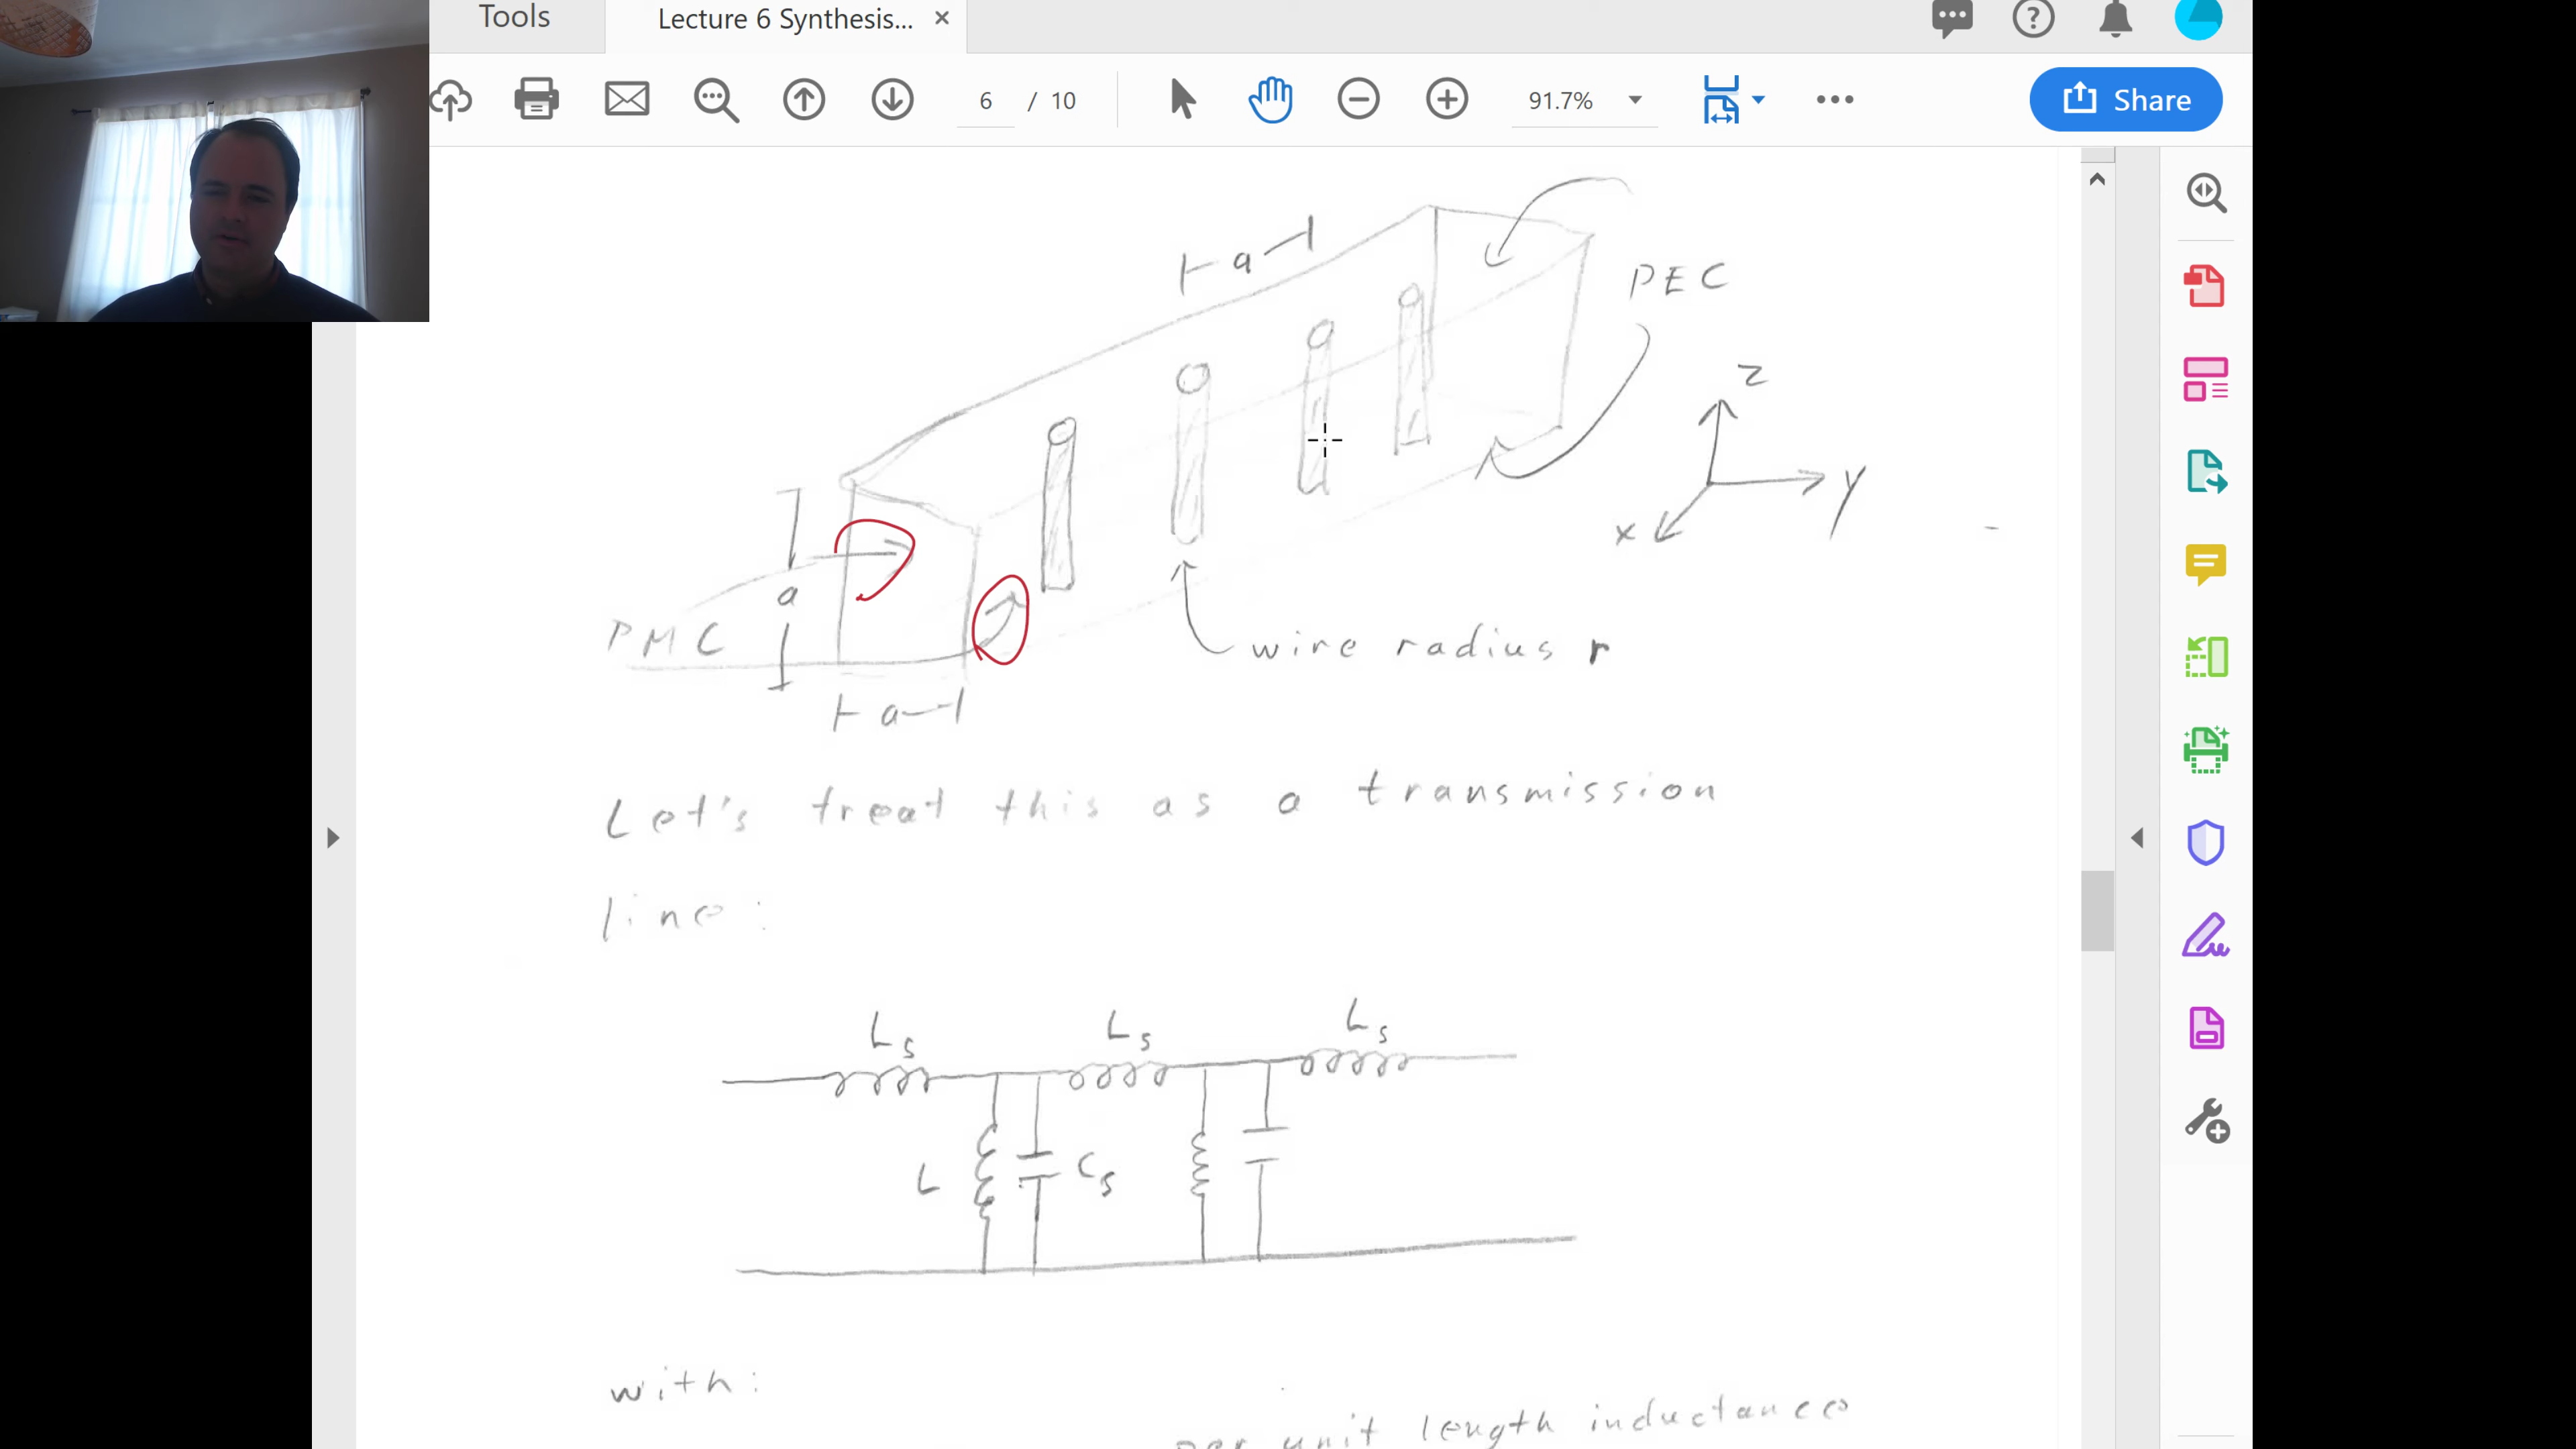 Tools
Lecture 6 Synthesis...
6 / 10
91.7%
Share
a
PEC
z
y
x
a
PMC
wire radius r
a
Let's treat this as a transmission
line:
Ls Ls Ls
L Cs
with:
per unit length inductances